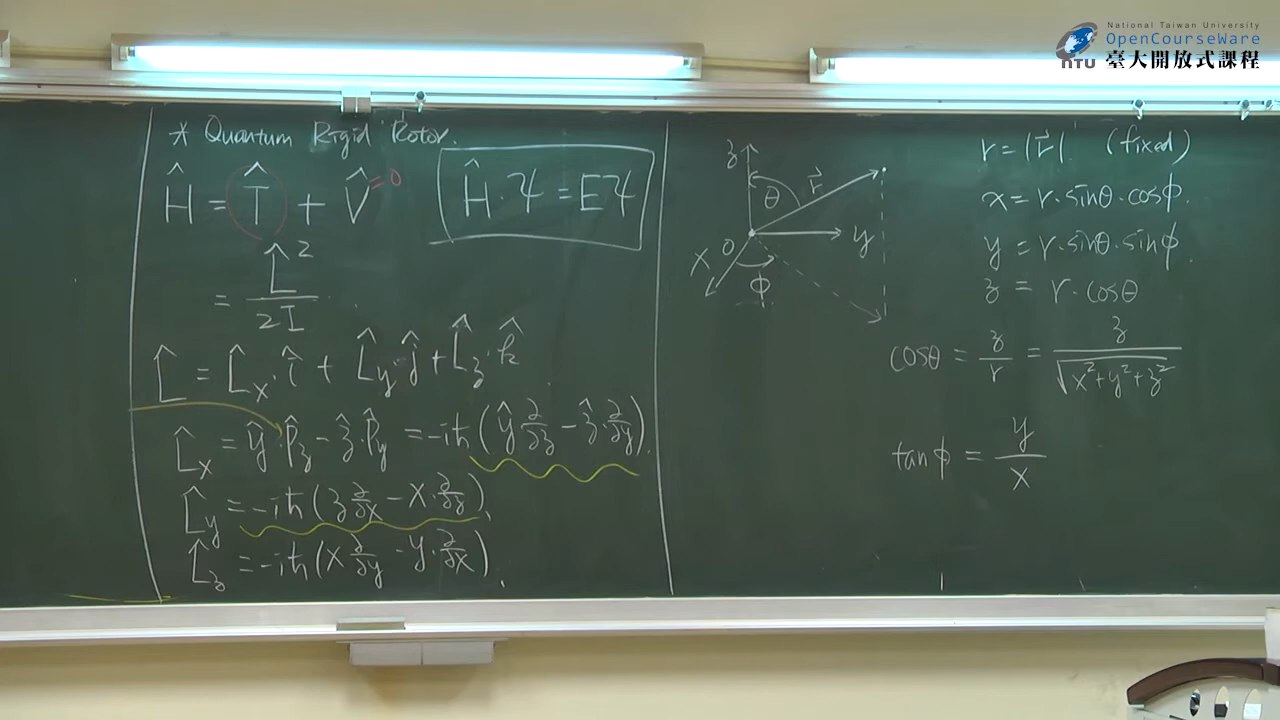 National Taiwan University
OpenCourseWare
NTU 臺大開放式課程
* Quantum Rigid Rotor.
Ĥ = T̂ + V̂ = 0
Ĥ · Ψ = EΨ
= L̂² / 2I
L̂ = L̂x · î + L̂y · ĵ + L̂z · k̂
L̂x = ŷ · p̂z − ẑ · p̂y = −iħ(ŷ ∂/∂z − ẑ · ∂/∂y).
L̂y = −iħ(z ∂/∂x − x · ∂/∂z).
L̂z = −iħ(x ∂/∂y − y · ∂/∂x).
z
θ
r⃗
O
y
x
ϕ
r = |r⃗| (fixed)
x = r · sinθ · cosϕ.
y = r · sinθ · sinϕ.
z = r · cosθ
cosθ = z/r = z/√(x²+y²+z²)
tanϕ = y/x